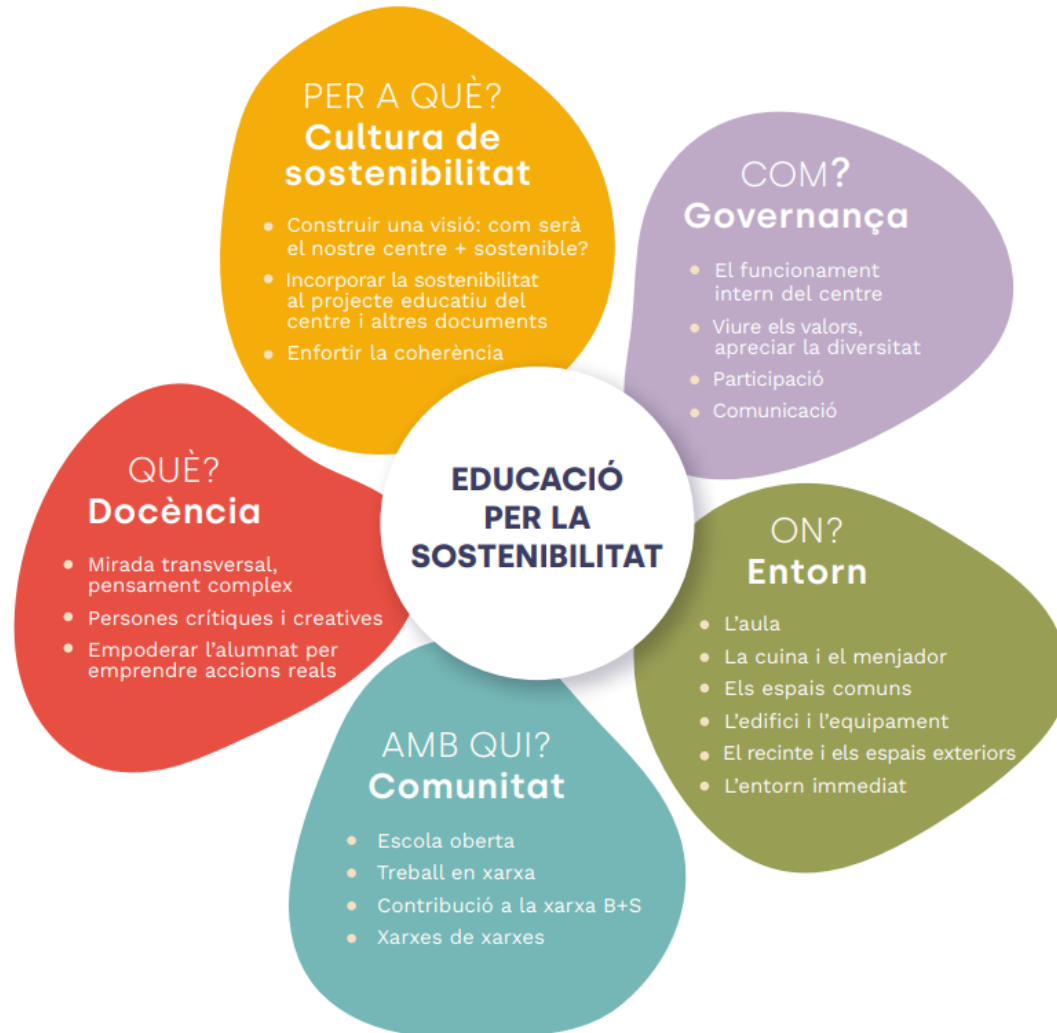 PER A QUÈ?
Cultura de
sostenibilitat
Construir una visió: com serà
el nostre centre + sostenible?
Incorporar la sostenibilitat
al projecte educatiu del
centre i altres documents
Enfortir la coherència
COM?
Governança
El funcionament
intern del centre
Viure els valors,
apreciar la diversitat
Participació
Comunicació
QUÈ?
Docència
Mirada transversal,
pensament complex
Persones crítiques i creatives
Empoderar l'alumnat per
emprendre accions reals
EDUCACIÓ
PER LA
SOSTENIBILITAT
ON?
Entorn
L'aula
La cuina i el menjador
Els espais comuns
L'edifici i l'equipament
El recinte i els espais exteriors
L'entorn immediat
AMB QUI?
Comunitat
Escola oberta
Treball en xarxa
Contribució a la xarxa B+S
Xarxes de xarxes